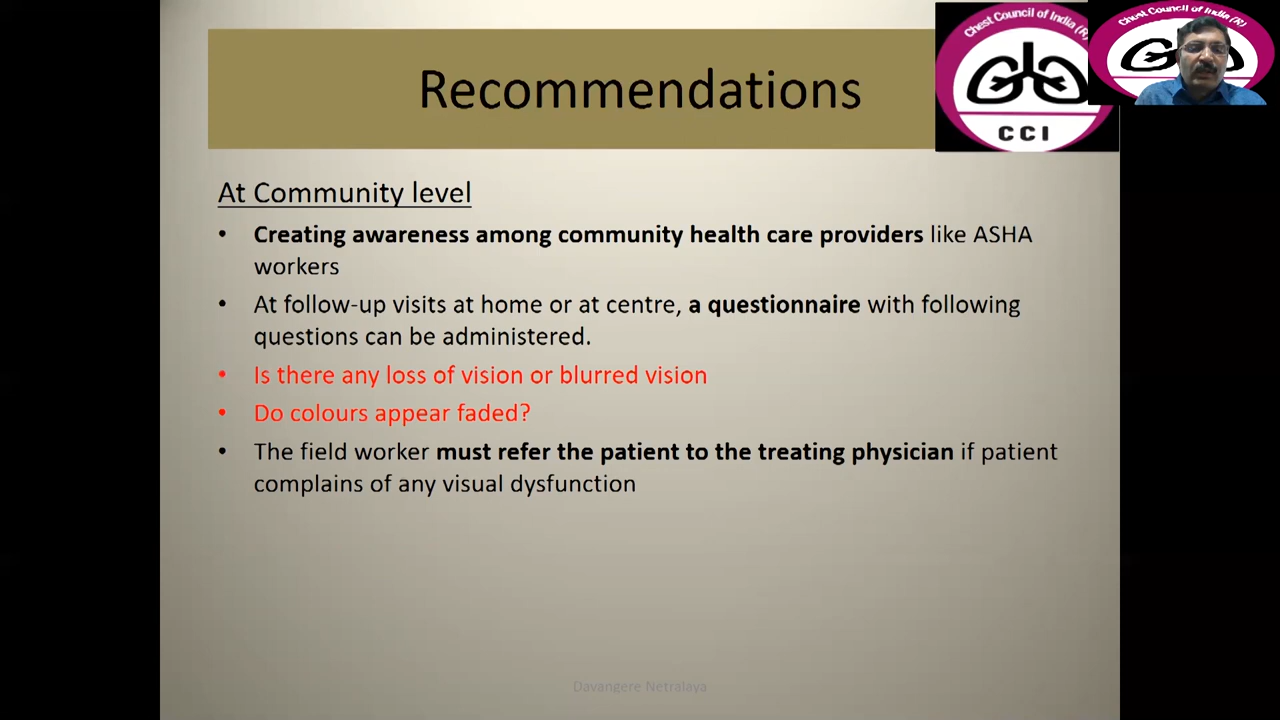 Recommendations
Chest Council of India (R)
CCI
Chest Council of India (R)
At Community level
• Creating awareness among community health care providers like ASHA
workers
• At follow-up visits at home or at centre, a questionnaire with following
questions can be administered.
• Is there any loss of vision or blurred vision
• Do colours appear faded?
• The field worker must refer the patient to the treating physician if patient
complains of any visual dysfunction
Davangere Netralaya